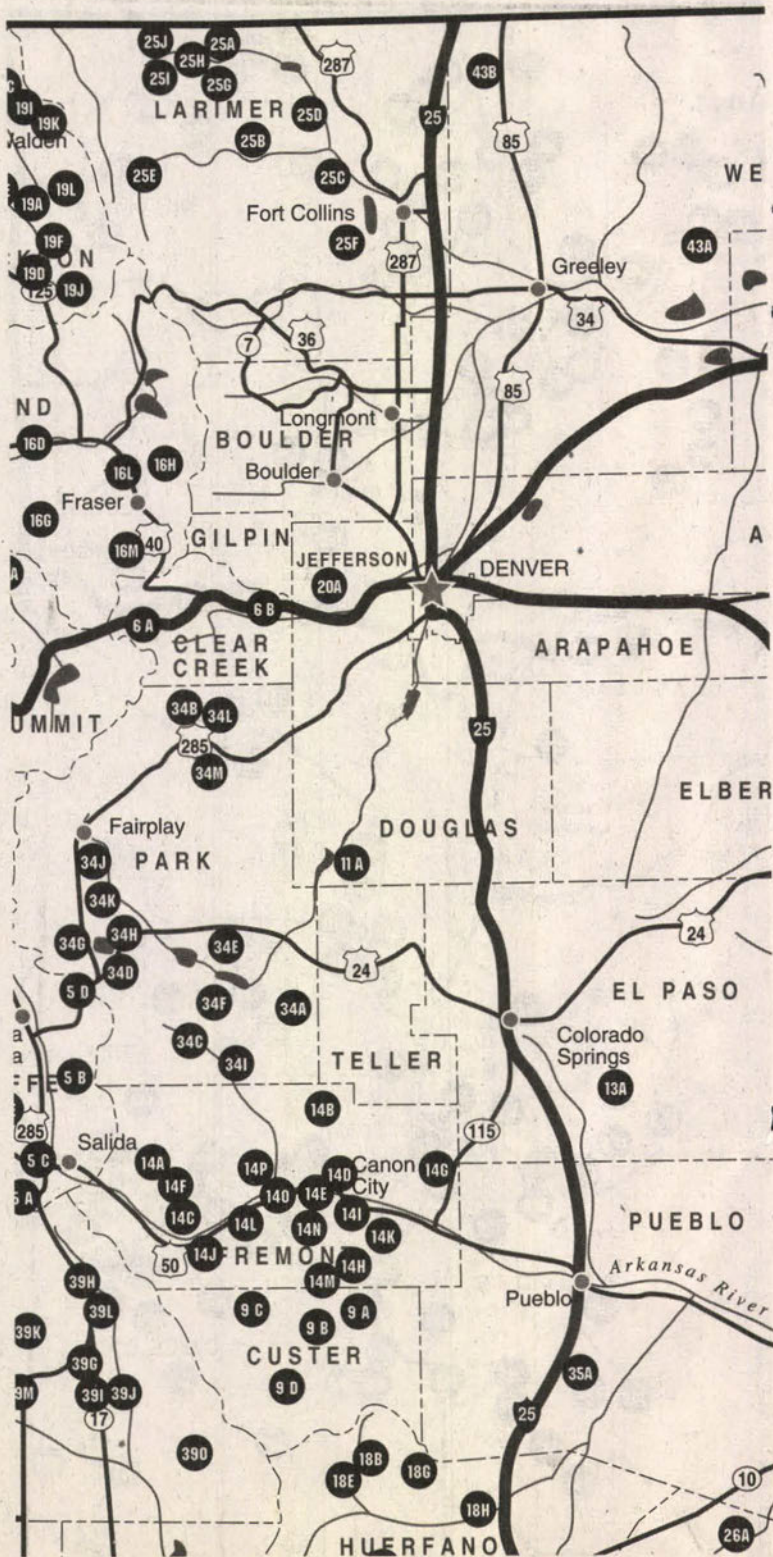 25J
25A
25H
287
43B
25I
25G
LARIMER
25D
25
19I
19K
85
25B
25E
25C
WE
19L
19A
Fort Collins
25F
43A
19F
287
19D
Greeley
125
19J
34
36
7
85
ND
Longmont
16D
BOULDER
16L
16H
Boulder
Fraser
16G
GILPIN
A
16M
40
JEFFERSON
DENVER
20A
A
6 B
6 A
CLEAR
CREEK
ARAPAHOE
34B
34L
UMMIT
285
25
34M
ELBER
Fairplay
DOUGLAS
34J
PARK
11 A
34K
34G
34H
34E
24
34D
24
5 D
EL PASO
34F
34A
a
a
34C
Colorado
Springs
34I
TELLER
5 B
FFE
13A
14B
285
115
Salida
5 C
14A
14P
14D
Canon
City
14G
5 A
14F
14O
14E
14I
14C
14L
14N
PUEBLO
14K
50
14J
FREMONT
14H
Arkansas River
39H
14M
Pueblo
39L
9 C
9 A
39K
9 B
39G
CUSTER
35A
9M
39I
39J
9 D
17
25
39O
18B
18G
18E
10
18H
26A
HUERFANO